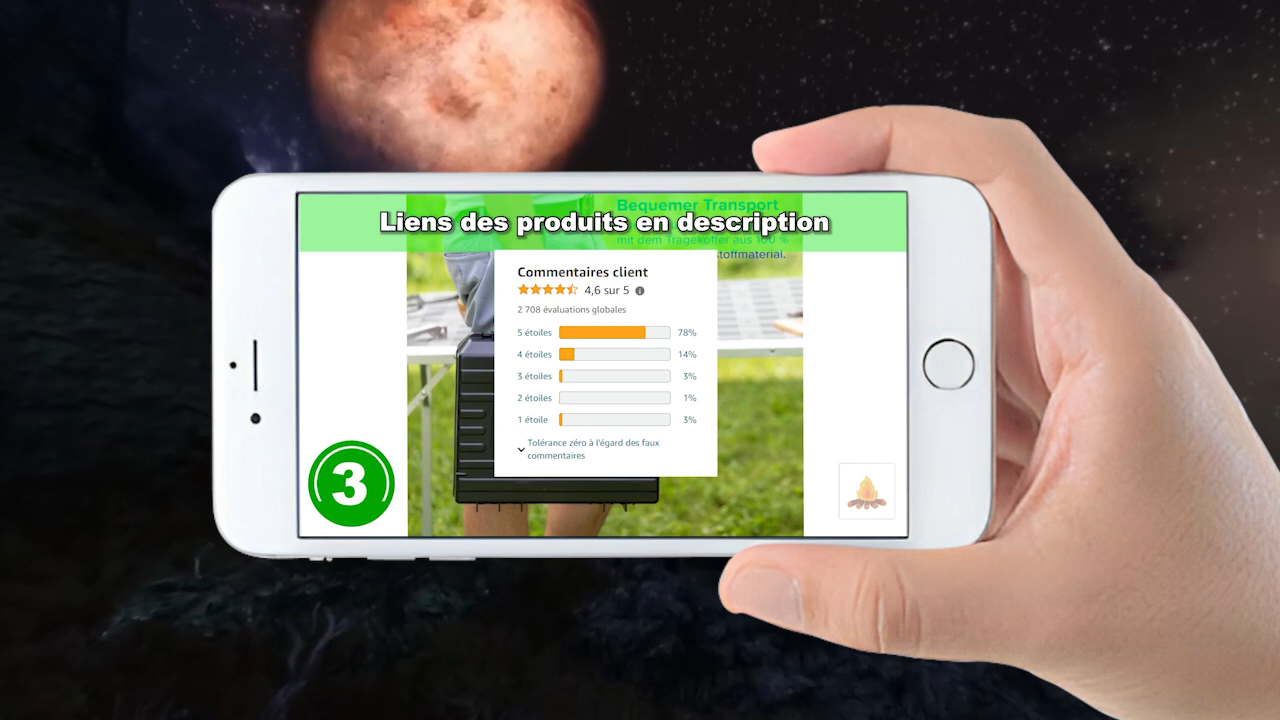 Bequemer Transport
Liens des produits en description
mit dem Tragekoffer aus 100 %
stoffmaterial.
Commentaires client
4,6 sur 5
2 708 évaluations globales
5 étoiles 78%
4 étoiles 14%
3 étoiles 3%
2 étoiles 1%
1 étoile 3%
Tolérance zéro à l'égard des faux
commentaires
3